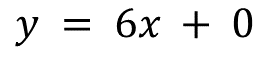 y = 6x + 0